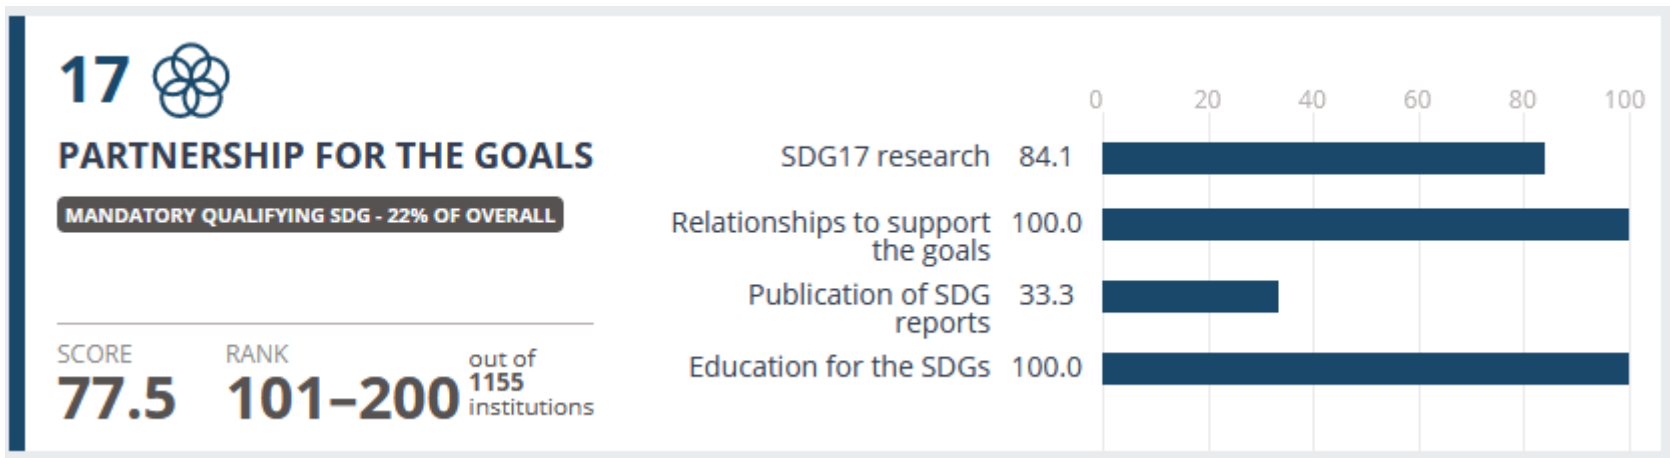 17
PARTNERSHIP FOR THE GOALS
MANDATORY QUALIFYING SDG - 22% OF OVERALL
SCORE
77.5
RANK
101–200
out of
1155
institutions
0 20 40 60 80 100
SDG17 research 84.1
Relationships to support 100.0
the goals
Publication of SDG 33.3
reports
Education for the SDGs 100.0